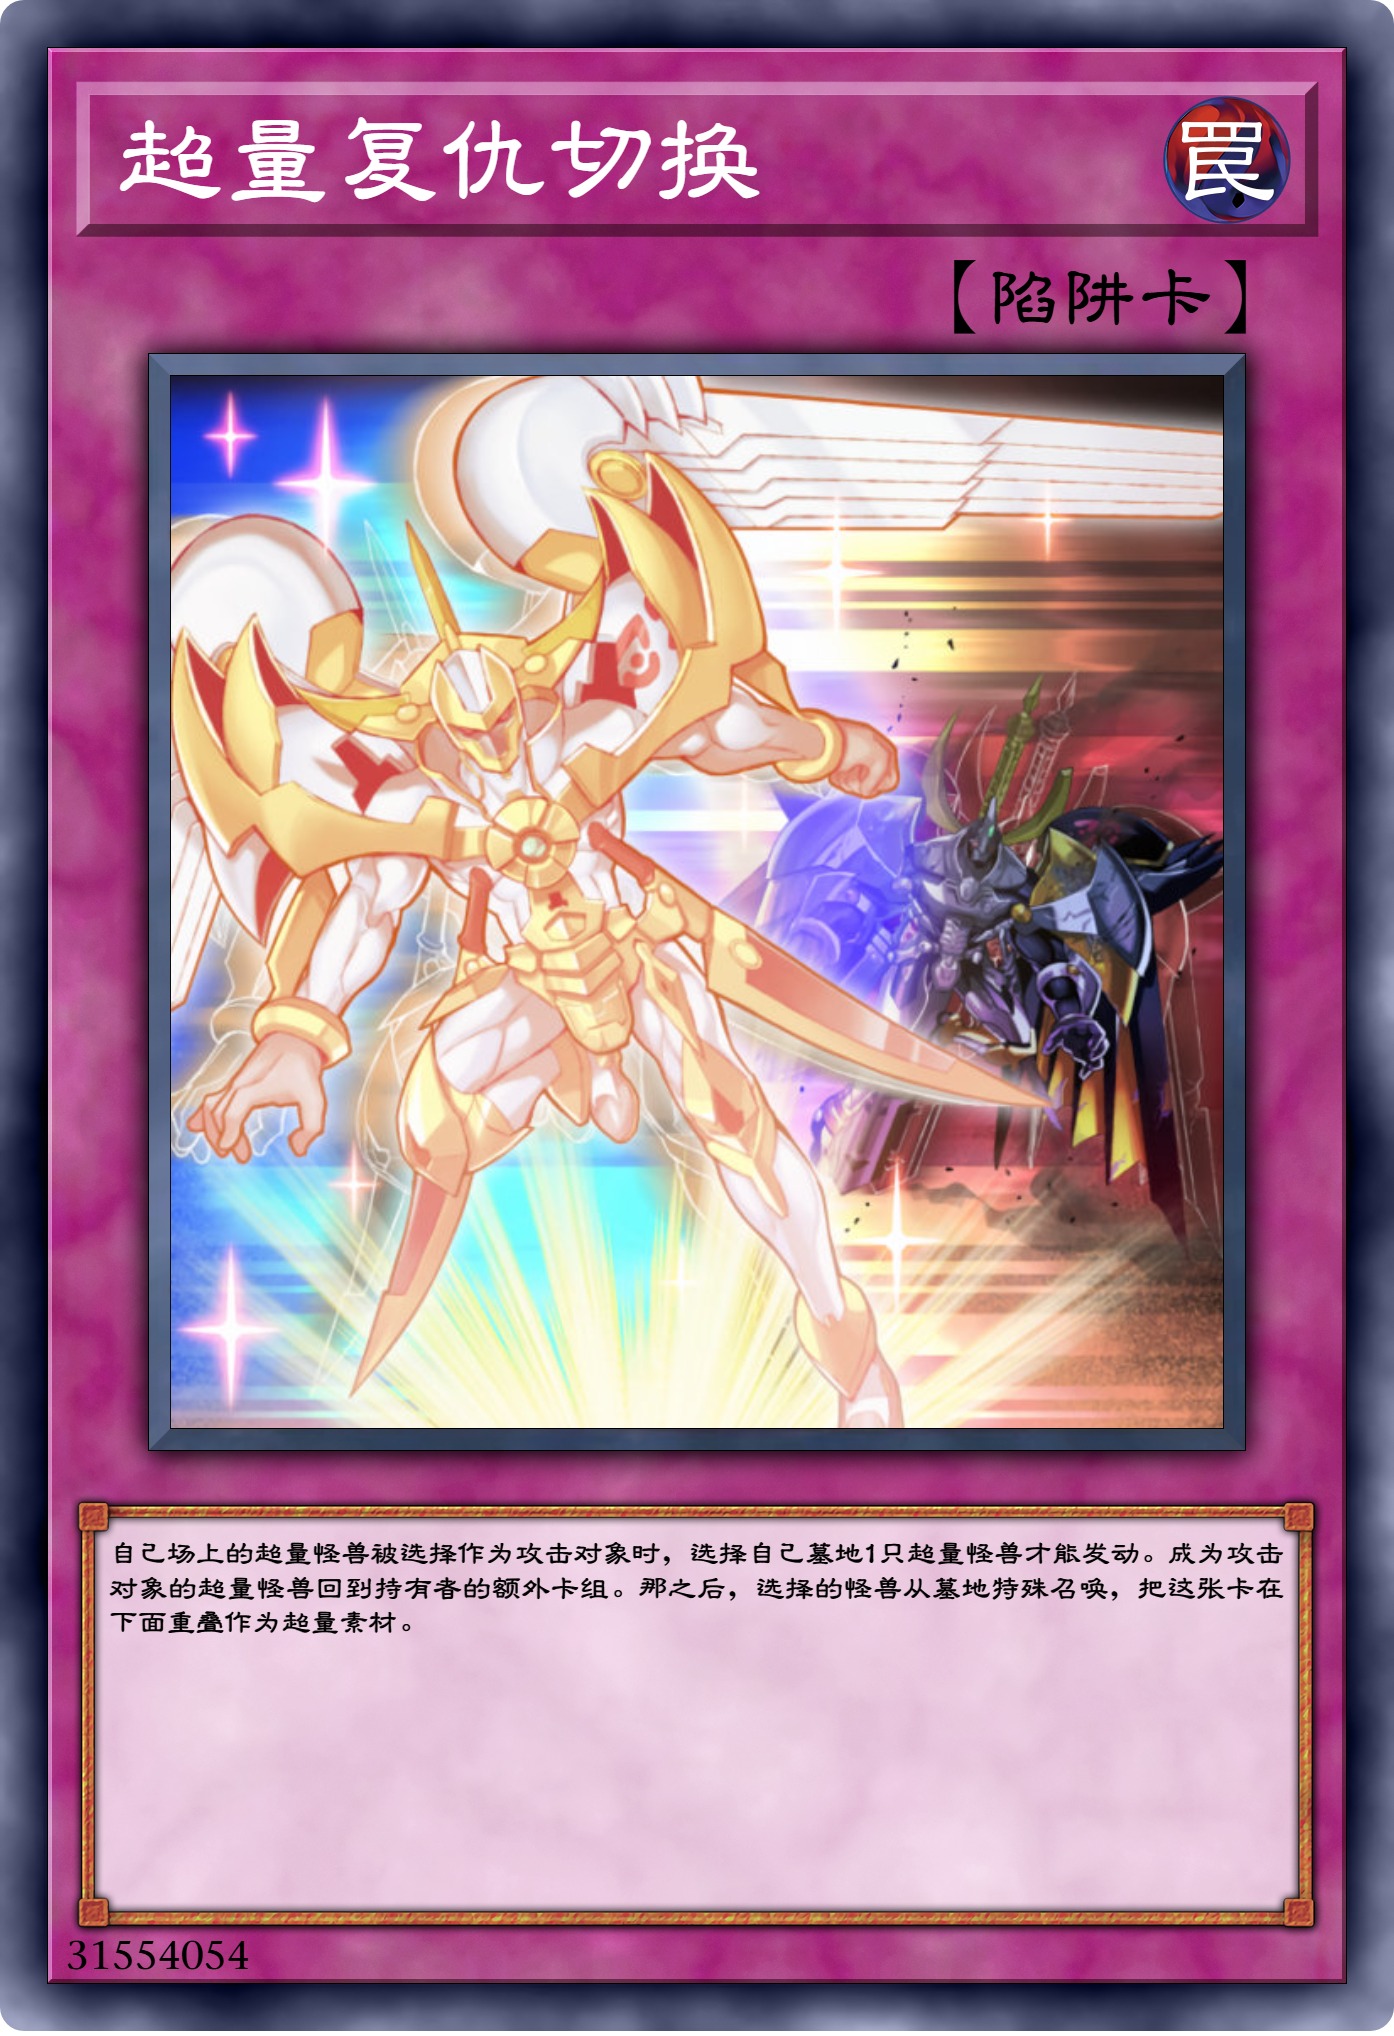 超量复仇切换
罠
【陷阱卡】
自己场上的超量怪兽被选择作为攻击对象时，选择自己墓地1只超量怪兽才能发动。成为攻击
对象的超量怪兽回到持有者的额外卡组。那之后，选择的怪兽从墓地特殊召唤，把这张卡在
下面重叠作为超量素材。
31554054